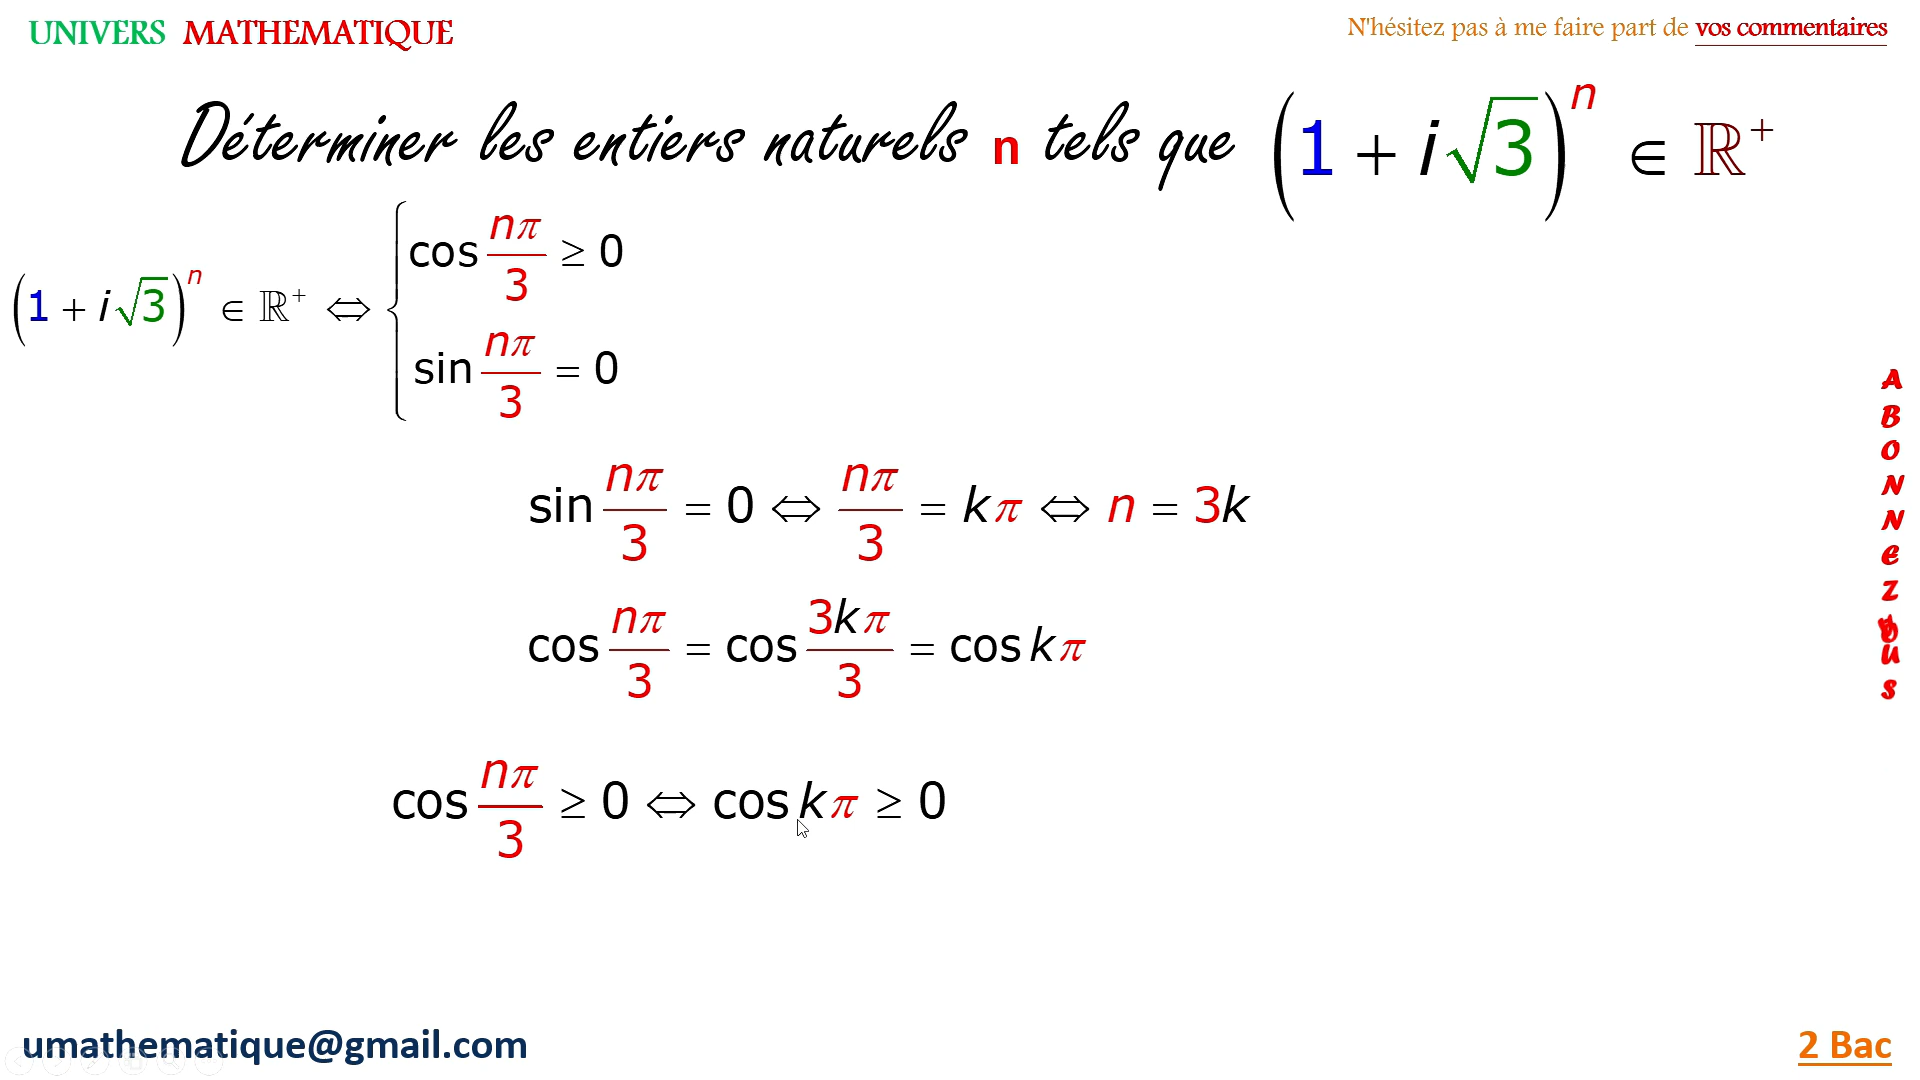 UNIVERS MATHEMATIQUE
N'hésitez pas à me faire part de vos commentaires
Déterminer les entiers naturels n tels que (1 + i√3)ⁿ ∈ ℝ⁺
(1 + i√3)ⁿ ∈ ℝ⁺ ⇔ { cos nπ/3 ≥ 0
sin nπ/3 = 0
sin nπ/3 = 0 ⇔ nπ/3 = kπ ⇔ n = 3k
cos nπ/3 = cos 3kπ/3 = cos kπ
cos nπ/3 ≥ 0 ⇔ cos kπ ≥ 0
umathematique@gmail.com
2 Bac